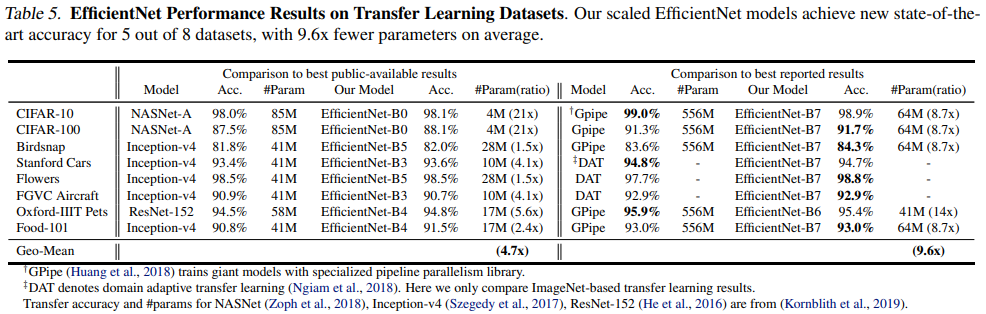 Table 5. EfficientNet Performance Results on Transfer Learning Datasets. Our scaled EfficientNet models achieve new state-of-the-
art accuracy for 5 out of 8 datasets, with 9.6x fewer parameters on average.
Comparison to best public-available results Comparison to best reported results
Model Acc. #Param Our Model Acc. #Param(ratio) Model Acc. #Param Our Model Acc. #Param(ratio)
CIFAR-10 NASNet-A 98.0% 85M EfficientNet-B0 98.1% 4M (21x) †Gpipe 99.0% 556M EfficientNet-B7 98.9% 64M (8.7x)
CIFAR-100 NASNet-A 87.5% 85M EfficientNet-B0 88.1% 4M (21x) Gpipe 91.3% 556M EfficientNet-B7 91.7% 64M (8.7x)
Birdsnap Inception-v4 81.8% 41M EfficientNet-B5 82.0% 28M (1.5x) GPipe 83.6% 556M EfficientNet-B7 84.3% 64M (8.7x)
Stanford Cars Inception-v4 93.4% 41M EfficientNet-B3 93.6% 10M (4.1x) ‡DAT 94.8% - EfficientNet-B7 94.7% -
Flowers Inception-v4 98.5% 41M EfficientNet-B5 98.5% 28M (1.5x) DAT 97.7% - EfficientNet-B7 98.8% -
FGVC Aircraft Inception-v4 90.9% 41M EfficientNet-B3 90.7% 10M (4.1x) DAT 92.9% - EfficientNet-B7 92.9% -
Oxford-IIIT Pets ResNet-152 94.5% 58M EfficientNet-B4 94.8% 17M (5.6x) GPipe 95.9% 556M EfficientNet-B6 95.4% 41M (14x)
Food-101 Inception-v4 90.8% 41M EfficientNet-B4 91.5% 17M (2.4x) GPipe 93.0% 556M EfficientNet-B7 93.0% 64M (8.7x)
Geo-Mean (4.7x) (9.6x)
†GPipe (Huang et al., 2018) trains giant models with specialized pipeline parallelism library.
‡DAT denotes domain adaptive transfer learning (Ngiam et al., 2018). Here we only compare ImageNet-based transfer learning results.
Transfer accuracy and #params for NASNet (Zoph et al., 2018), Inception-v4 (Szegedy et al., 2017), ResNet-152 (He et al., 2016) are from (Kornblith et al., 2019).